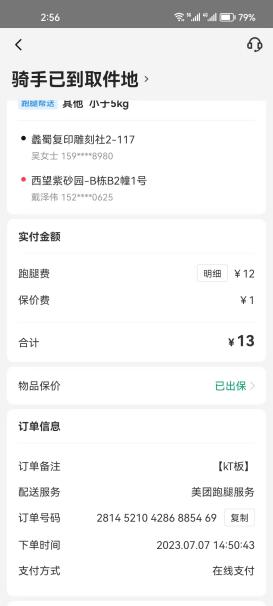 2:56
79%
骑手已到取件地
跑腿帮送 其他 小于5kg
蠡蜀复印雕刻社2-117
吴女士 159****8980
西望紫砂园-B栋B2幢1号
戴泽伟 152****0625
实付金额
跑腿费 明细 ¥12
保价费 ¥1
合计 ¥13
物品保价 已出保
订单信息
订单备注 【kT板】
配送服务 美团跑腿服务
订单号码 2814 5210 4286 8854 69 复制
下单时间 2023.07.07 14:50:43
支付方式 在线支付